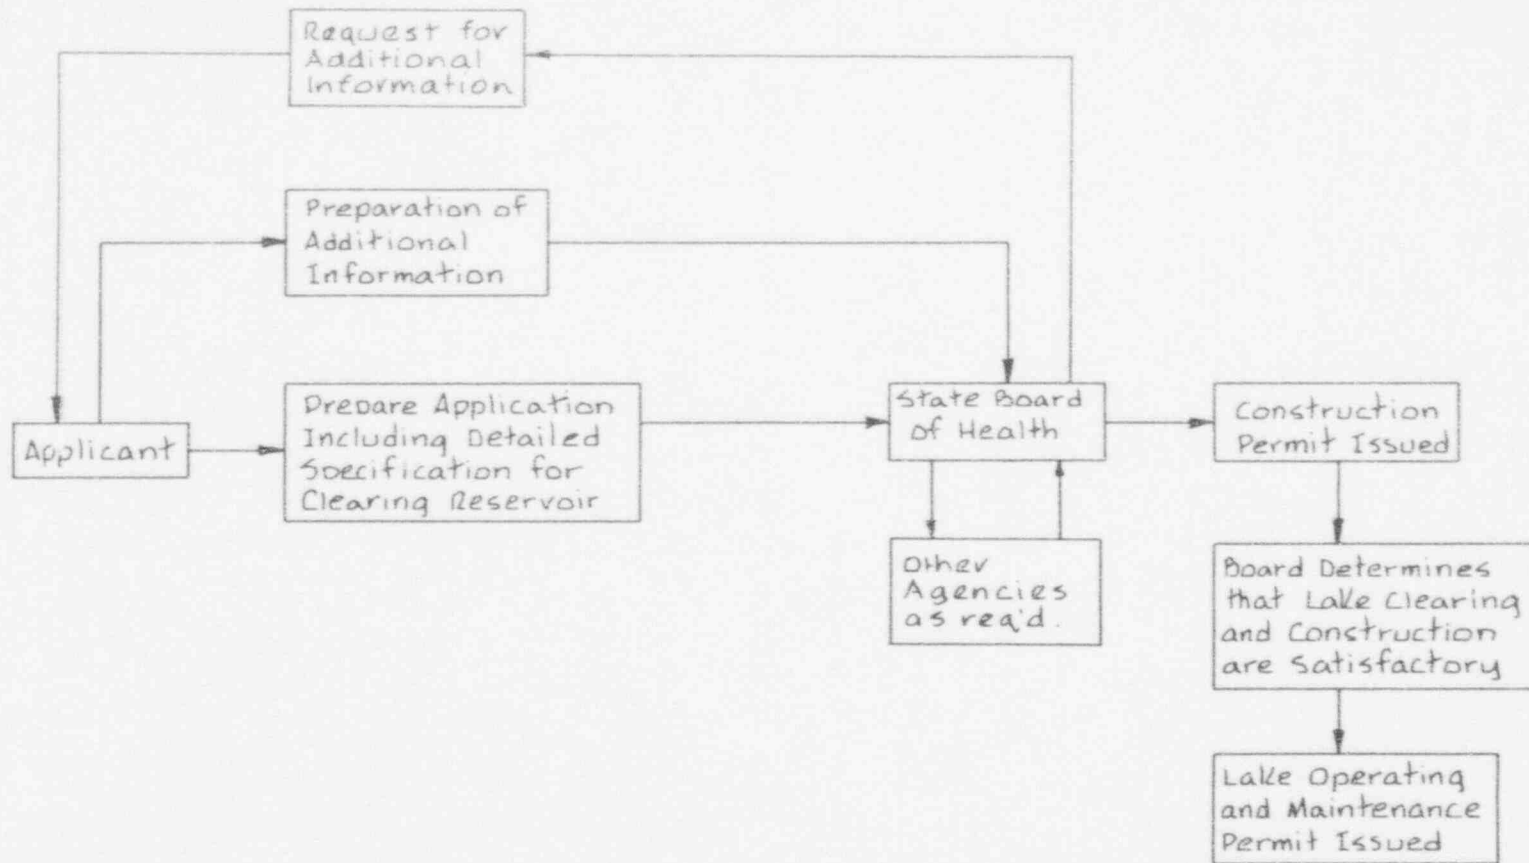 Request for
Additional
Information
Preparation of
Additional
Information
Applicant
Prepare Application
Including Detailed
Specification for
Clearing Reservoir
State Board
of Health
Construction
Permit Issued
Other
Agencies
as req'd.
Board Determines
that Lake Clearing
and Construction
are Satisfactory
Lake Operating
and Maintenance
Permit Issued